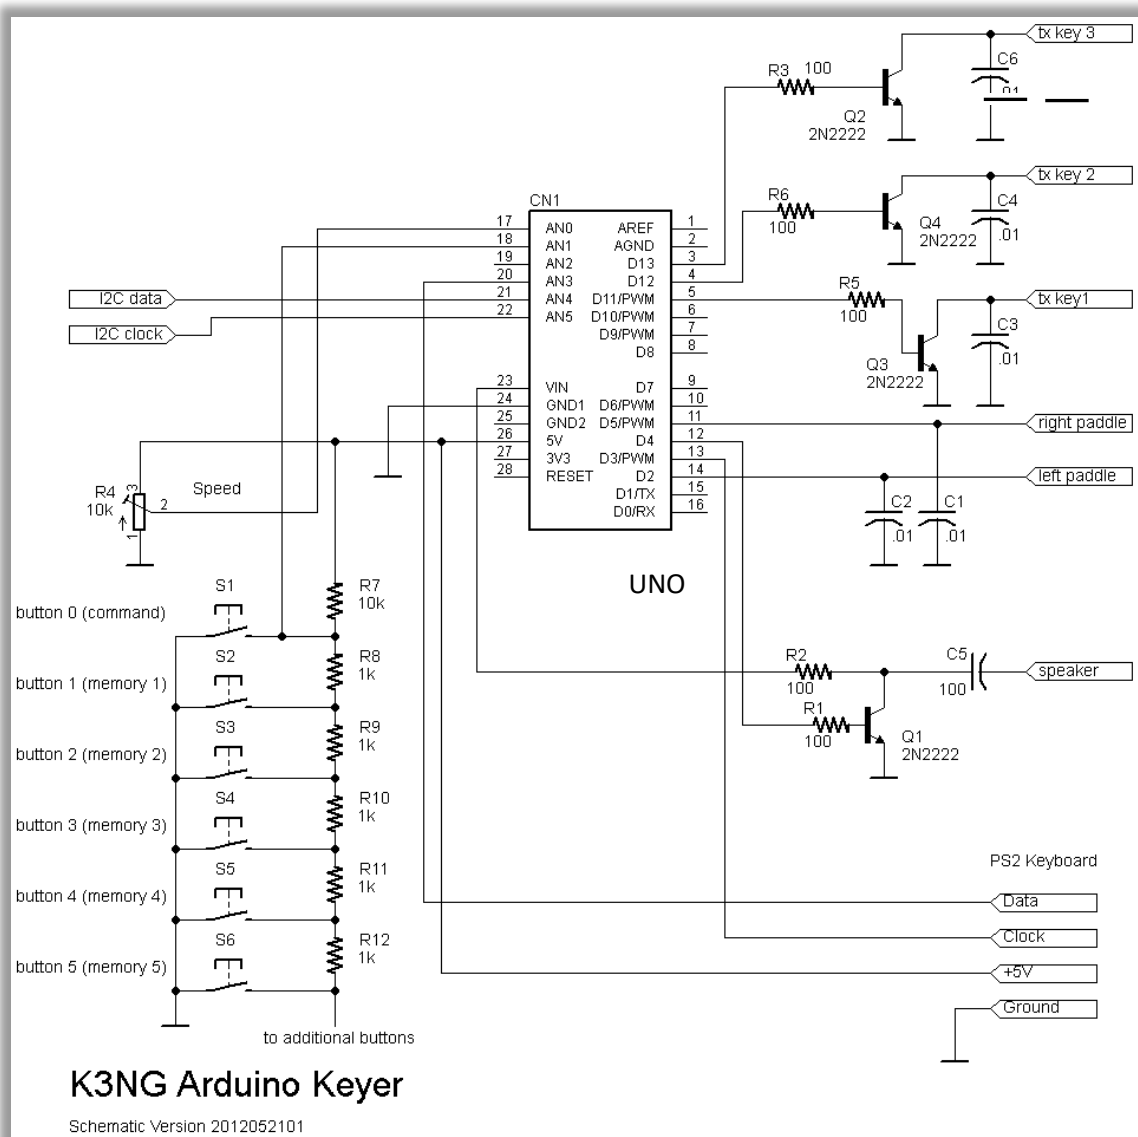 tx key 3
R3 100
C6
.01
Q2
2N2222
tx key 2
R6
100
C4
.01
Q4
2N2222
CN1
17 AN0 AREF 1
18 AN1 AGND 2
19 AN2 D13 3
20 AN3 D12 4
21 AN4 D11/PWM 5
22 AN5 D10/PWM 6
D9/PWM 7
D8 8
23 VIN D7 9
24 GND1 D6/PWM 10
25 GND2 D5/PWM 11
26 5V D4 12
27 3V3 D3/PWM 13
28 RESET D2 14
D1/TX 15
D0/RX 16
I2C data
I2C clock
R5
100
tx key1
C3
.01
Q3
2N2222
right paddle
left paddle
C2
.01
C1
.01
R4
10k
3
2
1
Speed
UNO
S1
button 0 (command)
R7
10k
S2
button 1 (memory 1)
R8
1k
S3
button 2 (memory 2)
R9
1k
S4
button 3 (memory 3)
R10
1k
S5
button 4 (memory 4)
R11
1k
S6
button 5 (memory 5)
R12
1k
to additional buttons
R2
100
C5
100
speaker
R1
100
Q1
2N2222
PS2 Keyboard
Data
Clock
+5V
Ground
K3NG Arduino Keyer
Schematic Version 2012052101